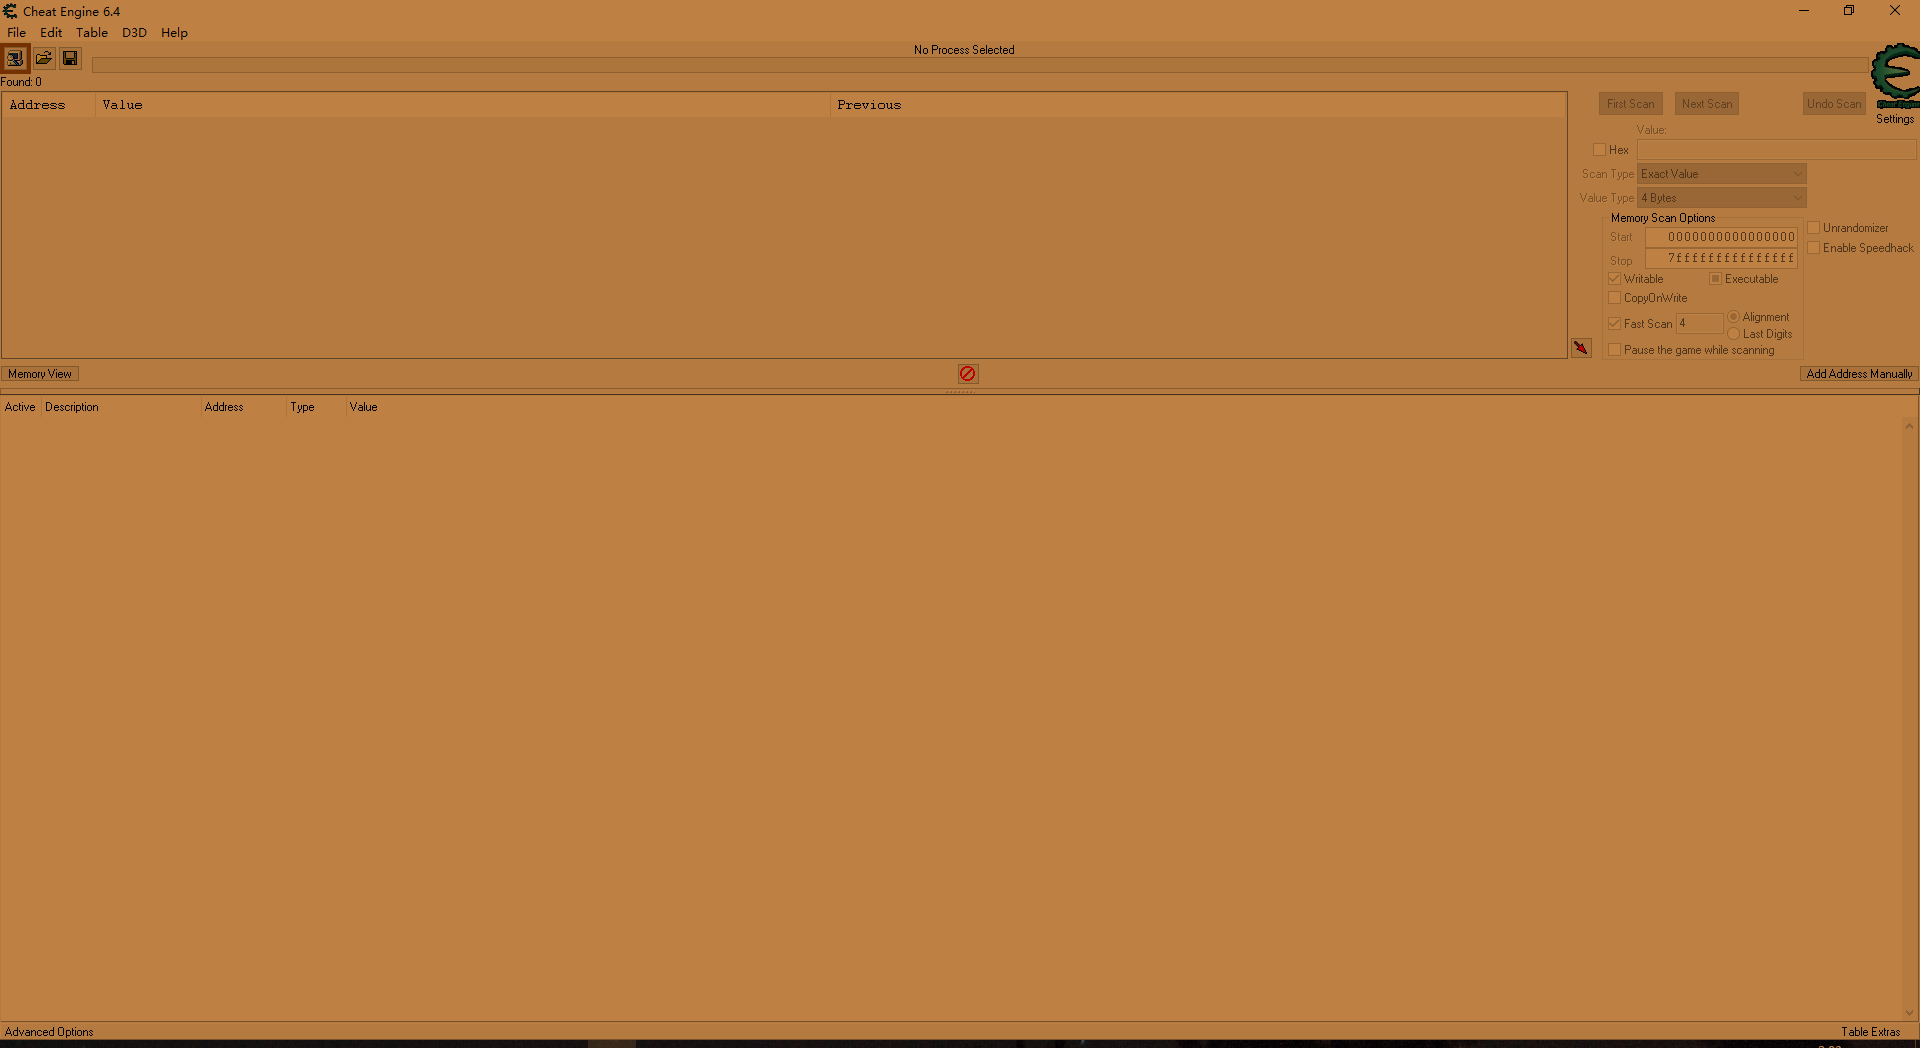 Cheat Engine 6.4
File Edit Table D3D Help
No Process Selected
Found: 0
Address Value Previous
First Scan Next Scan Undo Scan
Cheat Engine
Settings
Value:
Hex
Scan Type Exact Value
Value Type 4 Bytes
Memory Scan Options
Start 0000000000000000
Stop 7fffffffffffffff
Writable Executable
CopyOnWrite
Fast Scan 4 Alignment
Last Digits
Pause the game while scanning
Unrandomizer
Enable Speedhack
Memory View Add Address Manually
Active Description Address Type Value
Advanced Options Table Extras